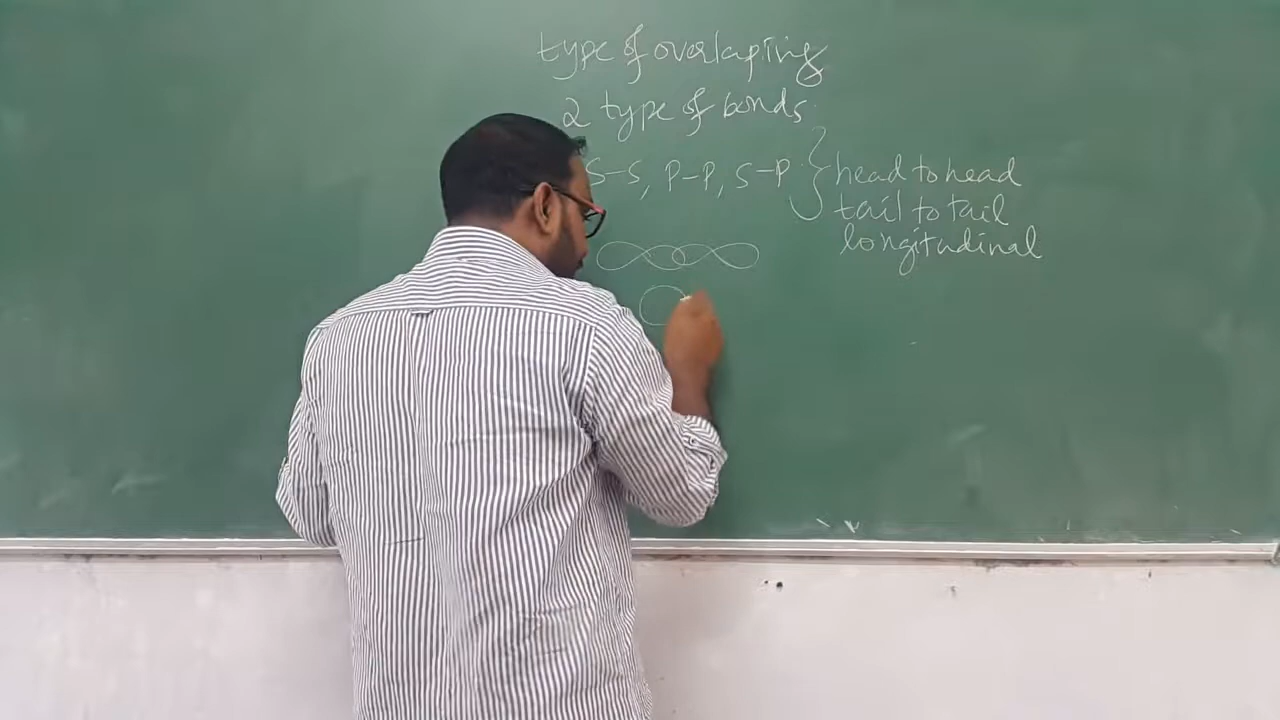 type of overlaping
2 type of bonds.
S-S, P-P, S-P } head to head
tail to tail
longitudinal